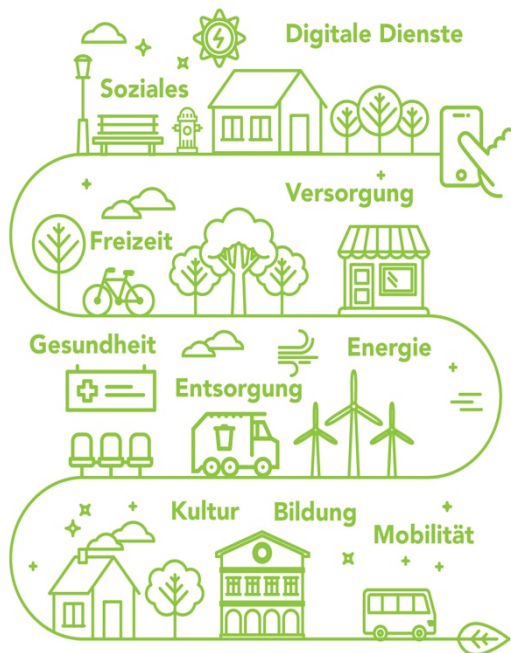 Digitale Dienste
Soziales
Versorgung
Freizeit
Gesundheit
Energie
Entsorgung
Kultur
Bildung
Mobilität